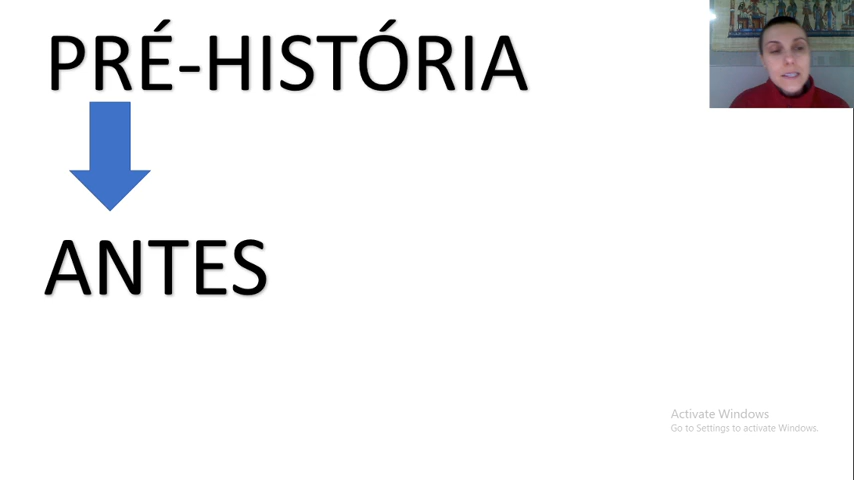 PRÉ-HISTÓRIA
ANTES
Activate Windows
Go to Settings to activate Windows.